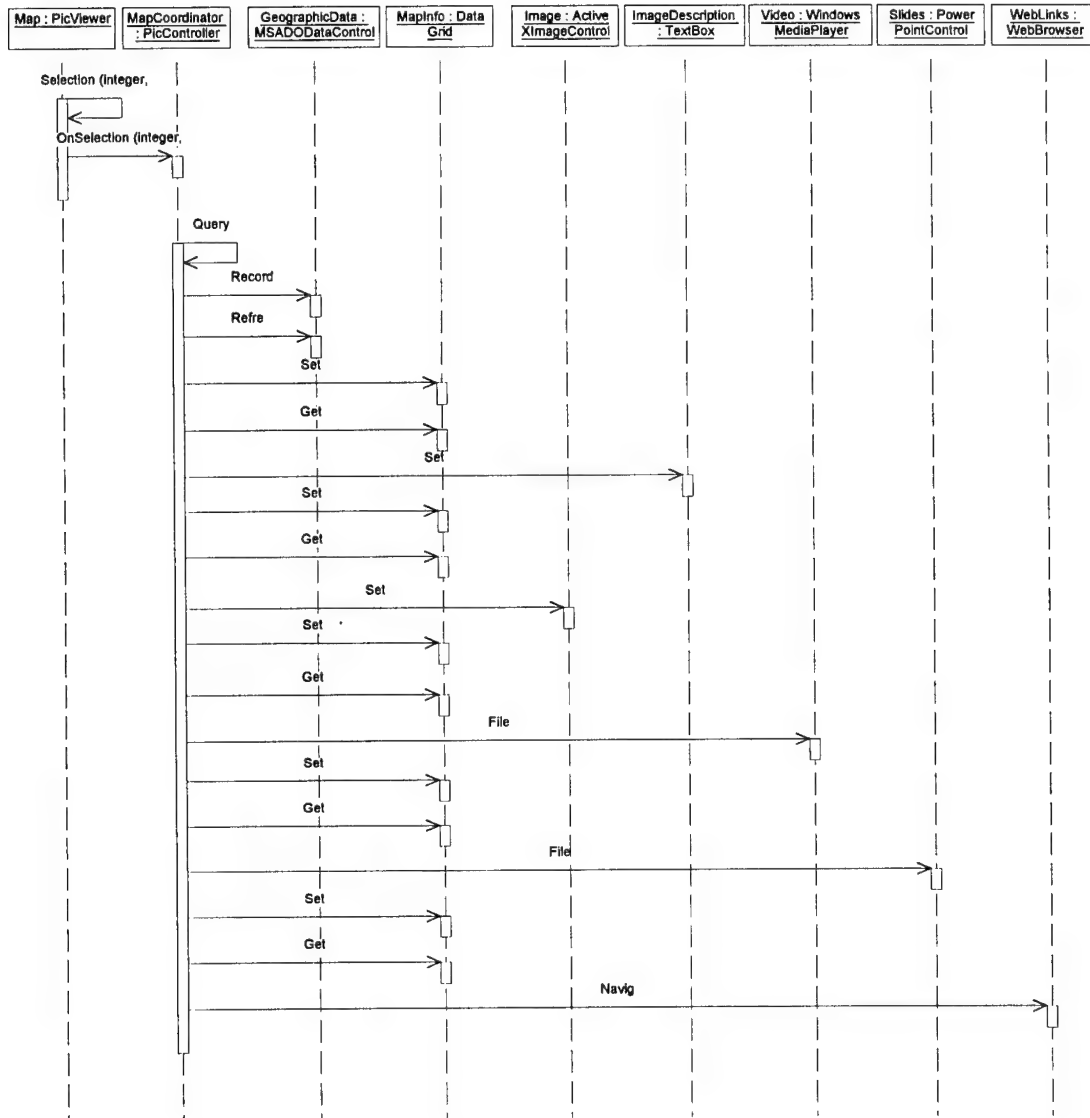 Map : PicViewer
MapCoordinator
: PicController
GeographicData :
MSADODataControl
MapInfo : Data
Grid
Image : Active
XImageControl
ImageDescription
: TextBox
Video : Windows
MediaPlayer
Slides : Power
PointControl
WebLinks :
WebBrowser
Selection (integer,
OnSelection (integer,
Query
Record
Refre
Set
Get
Set
Set
Get
Set
Set
Get
File
Set
Get
File
Set
Get
Navig